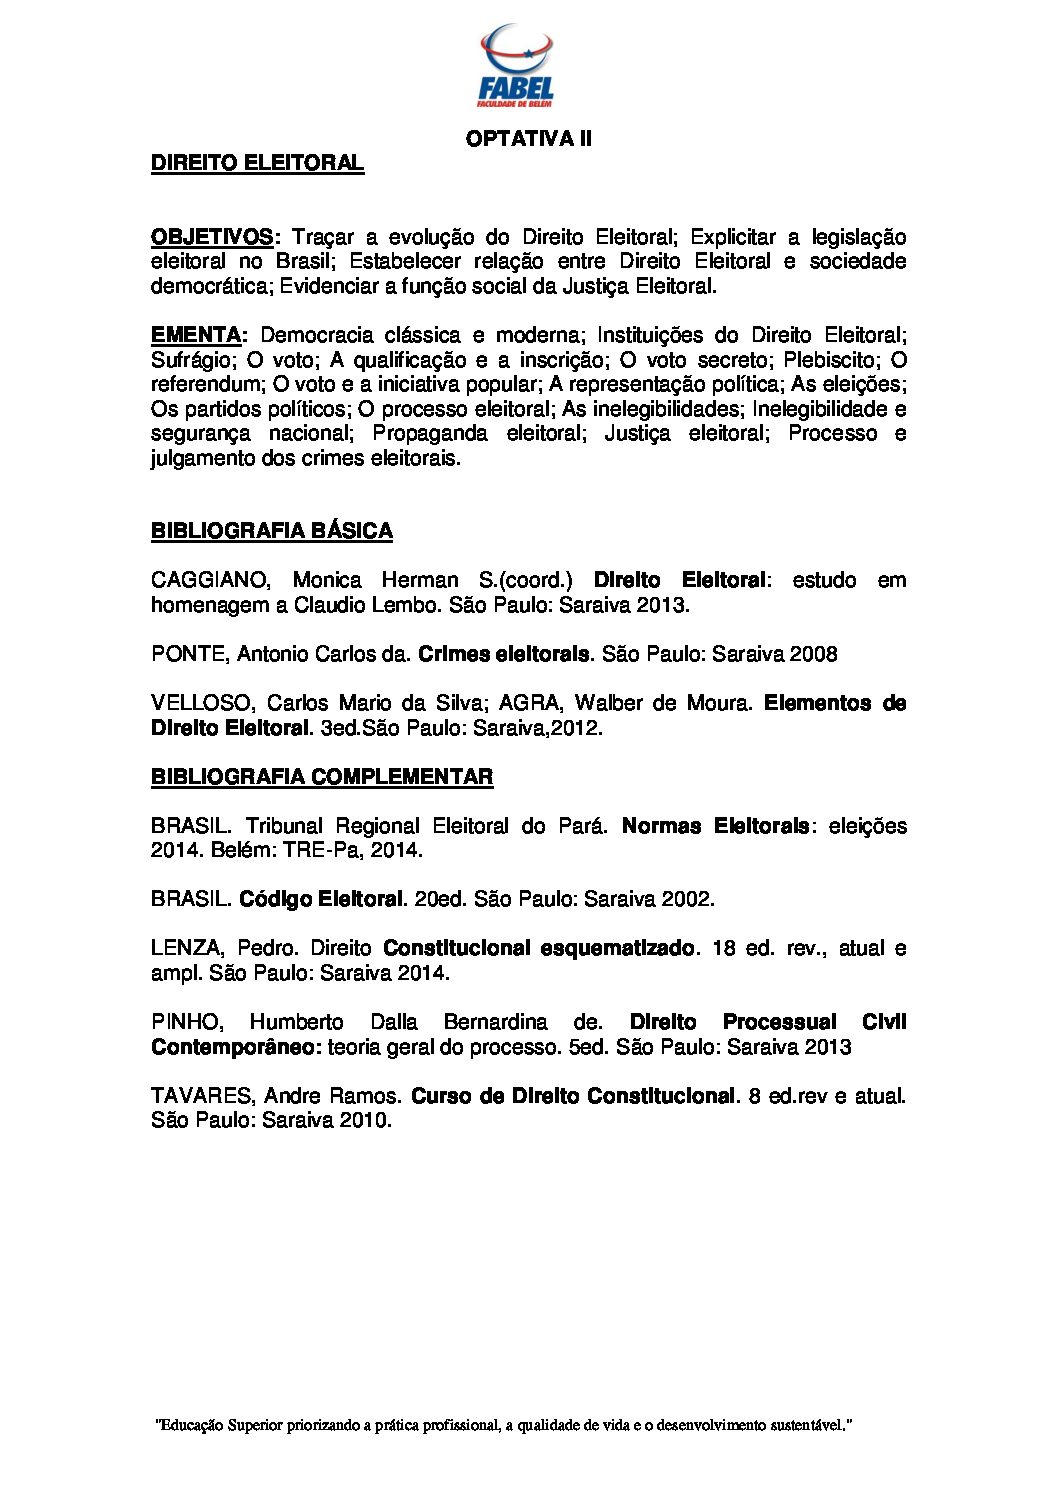 FABEL
FACULDADE DE BELÉM
OPTATIVA II
DIREITO ELEITORAL
OBJETIVOS: Traçar a evolução do Direito Eleitoral; Explicitar a legislação
eleitoral no Brasil; Estabelecer relação entre Direito Eleitoral e sociedade
democrática; Evidenciar a função social da Justiça Eleitoral.
EMENTA: Democracia clássica e moderna; Instituições do Direito Eleitoral;
Sufrágio; O voto; A qualificação e a inscrição; O voto secreto; Plebiscito; O
referendum; O voto e a iniciativa popular; A representação política; As eleições;
Os partidos políticos; O processo eleitoral; As inelegibilidades; Inelegibilidade e
segurança nacional; Propaganda eleitoral; Justiça eleitoral; Processo e
julgamento dos crimes eleitorais.
BIBLIOGRAFIA BÁSICA
CAGGIANO, Monica Herman S.(coord.) Direito Eleitoral: estudo em
homenagem a Claudio Lembo. São Paulo: Saraiva 2013.
PONTE, Antonio Carlos da. Crimes eleitorais. São Paulo: Saraiva 2008
VELLOSO, Carlos Mario da Silva; AGRA, Walber de Moura. Elementos de
Direito Eleitoral. 3ed.São Paulo: Saraiva,2012.
BIBLIOGRAFIA COMPLEMENTAR
BRASIL. Tribunal Regional Eleitoral do Pará. Normas Eleitorais: eleições
2014. Belém: TRE-Pa, 2014.
BRASIL. Código Eleitoral. 20ed. São Paulo: Saraiva 2002.
LENZA, Pedro. Direito Constitucional esquematizado. 18 ed. rev., atual e
ampl. São Paulo: Saraiva 2014.
PINHO, Humberto Dalla Bernardina de. Direito Processual Civil
Contemporâneo: teoria geral do processo. 5ed. São Paulo: Saraiva 2013
TAVARES, Andre Ramos. Curso de Direito Constitucional. 8 ed.rev e atual.
São Paulo: Saraiva 2010.
"Educação Superior priorizando a prática profissional, a qualidade de vida e o desenvolvimento sustentável."